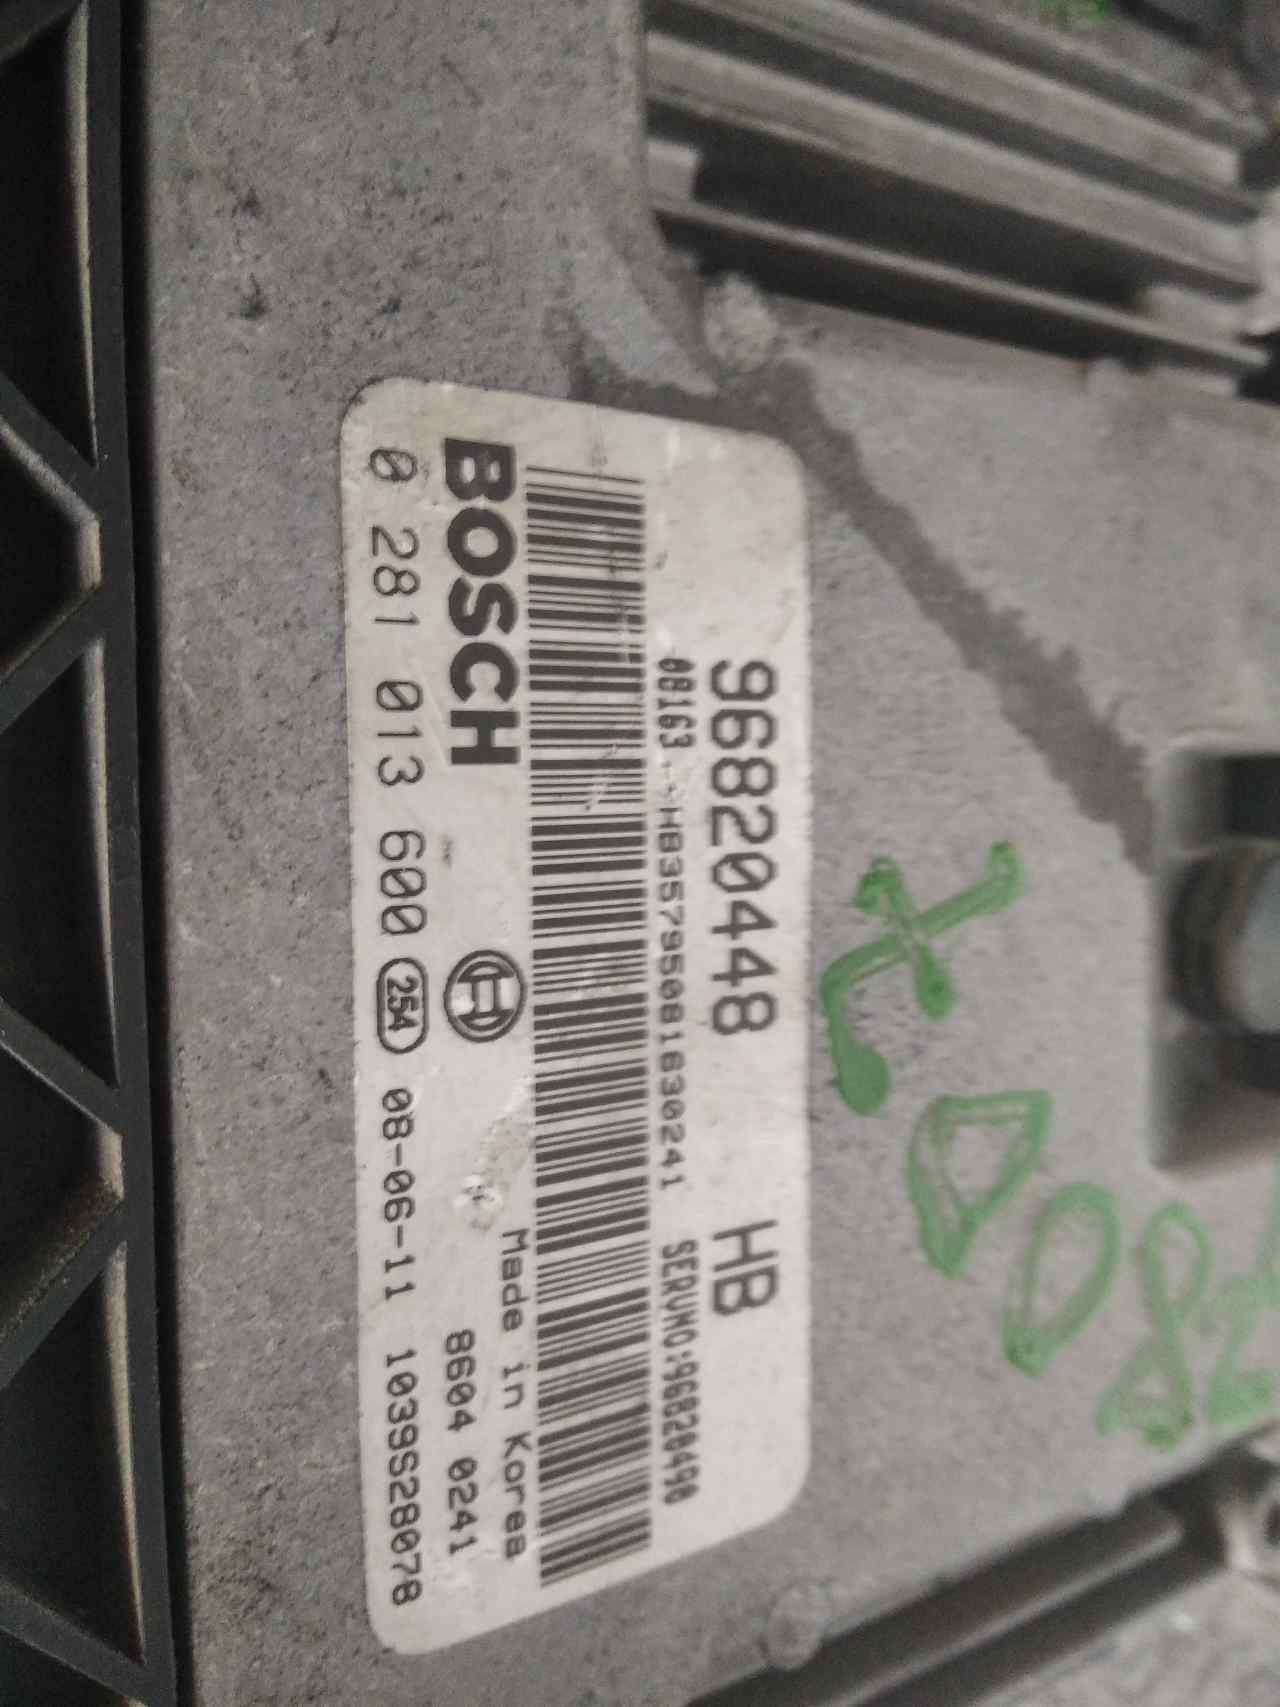 96820448 HB
08163 HB35795081630241 SERVNO:96820490
BOSCH
Made in Korea
8604 0241
0 281 013 600 254 08-06-11 1039S28078